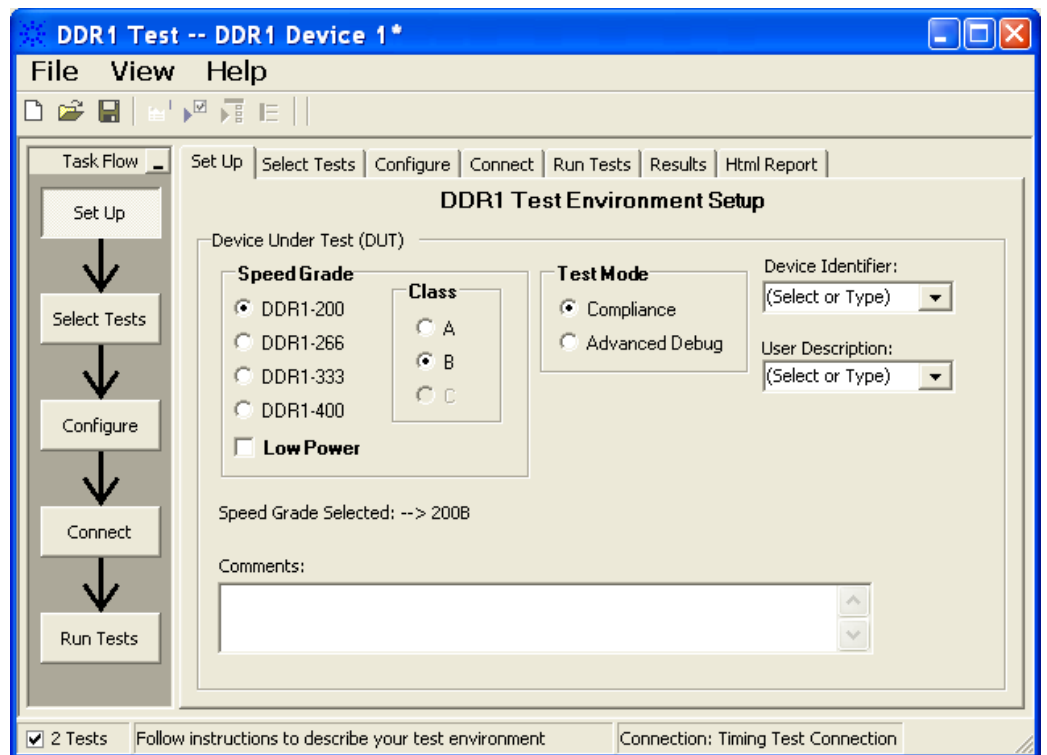 DDR1 Test -- DDR1 Device 1*
File View Help
Task Flow
Set Up
Select Tests
Configure
Connect
Run Tests
Set Up Select Tests Configure Connect Run Tests Results Html Report
DDR1 Test Environment Setup
Device Under Test (DUT)
Speed Grade
DDR1-200
DDR1-266
DDR1-333
DDR1-400
Low Power
Class
A
B
C
Test Mode
Compliance
Advanced Debug
Device Identifier:
(Select or Type)
User Description:
(Select or Type)
Speed Grade Selected: --> 200B
Comments:
2 Tests Follow instructions to describe your test environment Connection: Timing Test Connection